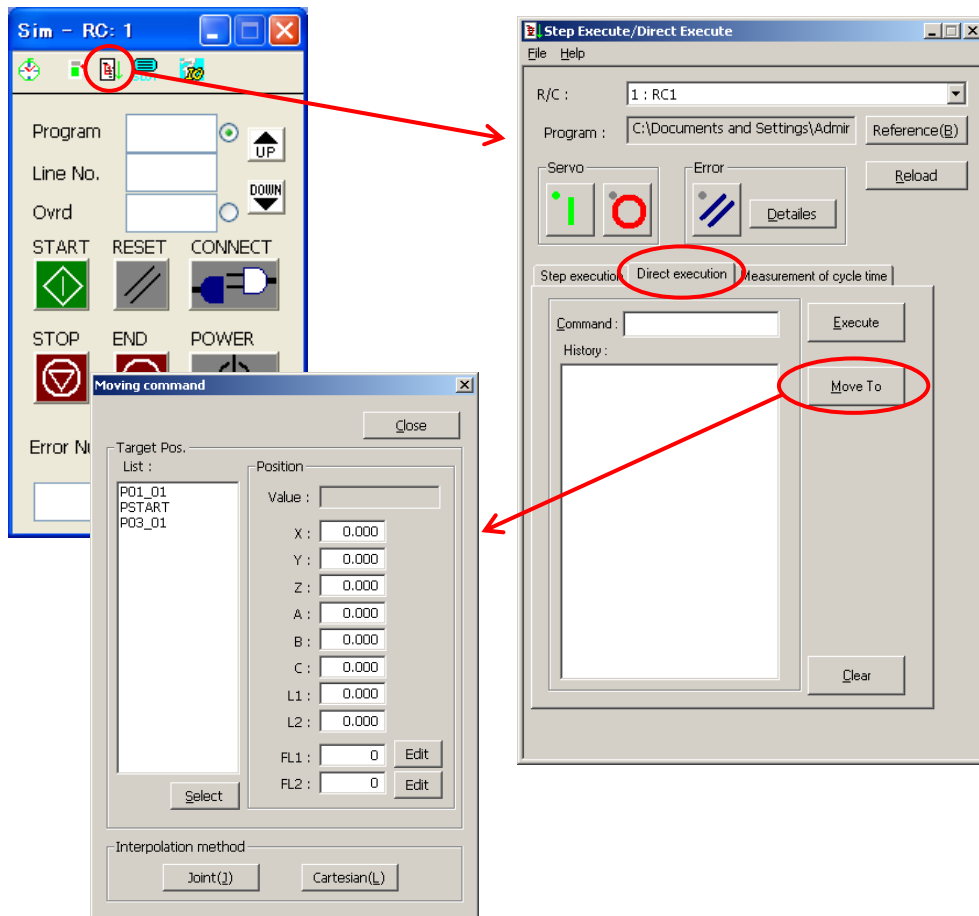 Sim - RC: 1
Program
UP
Line No.
DOWN
Ovrd
START RESET CONNECT
STOP END POWER
Step Execute/Direct Execute
File Help
R/C : 1 : RC1
Program : C:\Documents and Settings\Admir Reference(B)
Servo Error Reload
Detailes
Step execution Direct execution Measurement of cycle time
Command : Execute
History :
Move To
Clear
Moving command
Close
Target Pos.
List : Position
P01_01
PSTART
P03_01
Value :
X : 0.000
Y : 0.000
Z : 0.000
A : 0.000
B : 0.000
C : 0.000
L1 : 0.000
L2 : 0.000
FL1 : 0 Edit
FL2 : 0 Edit
Select
Interpolation method
Joint(J) Cartesian(L)
Error